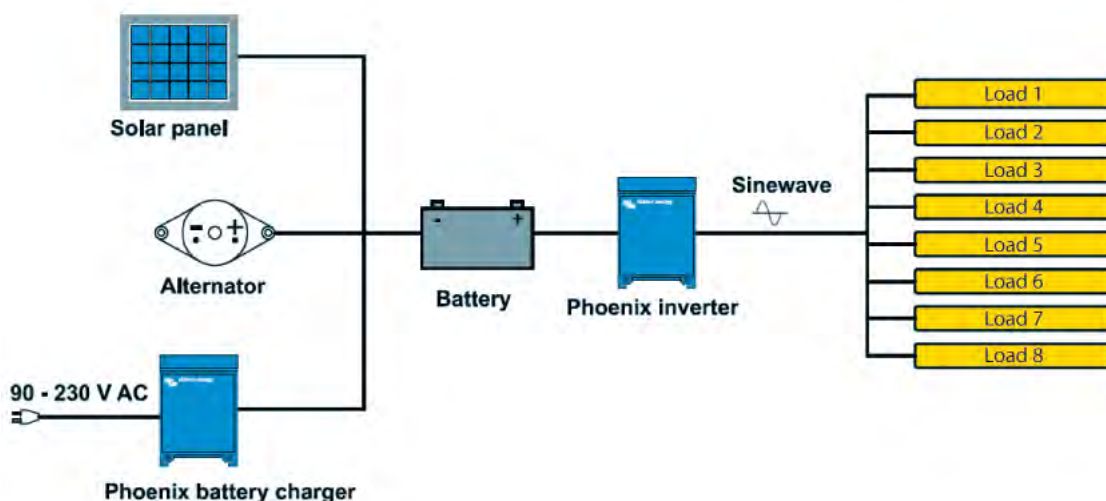 Solar panel
Alternator
90 - 230 V AC
Phoenix battery charger
-
+
Battery
Phoenix inverter
Sinewave
Load 1
Load 2
Load 3
Load 4
Load 5
Load 6
Load 7
Load 8